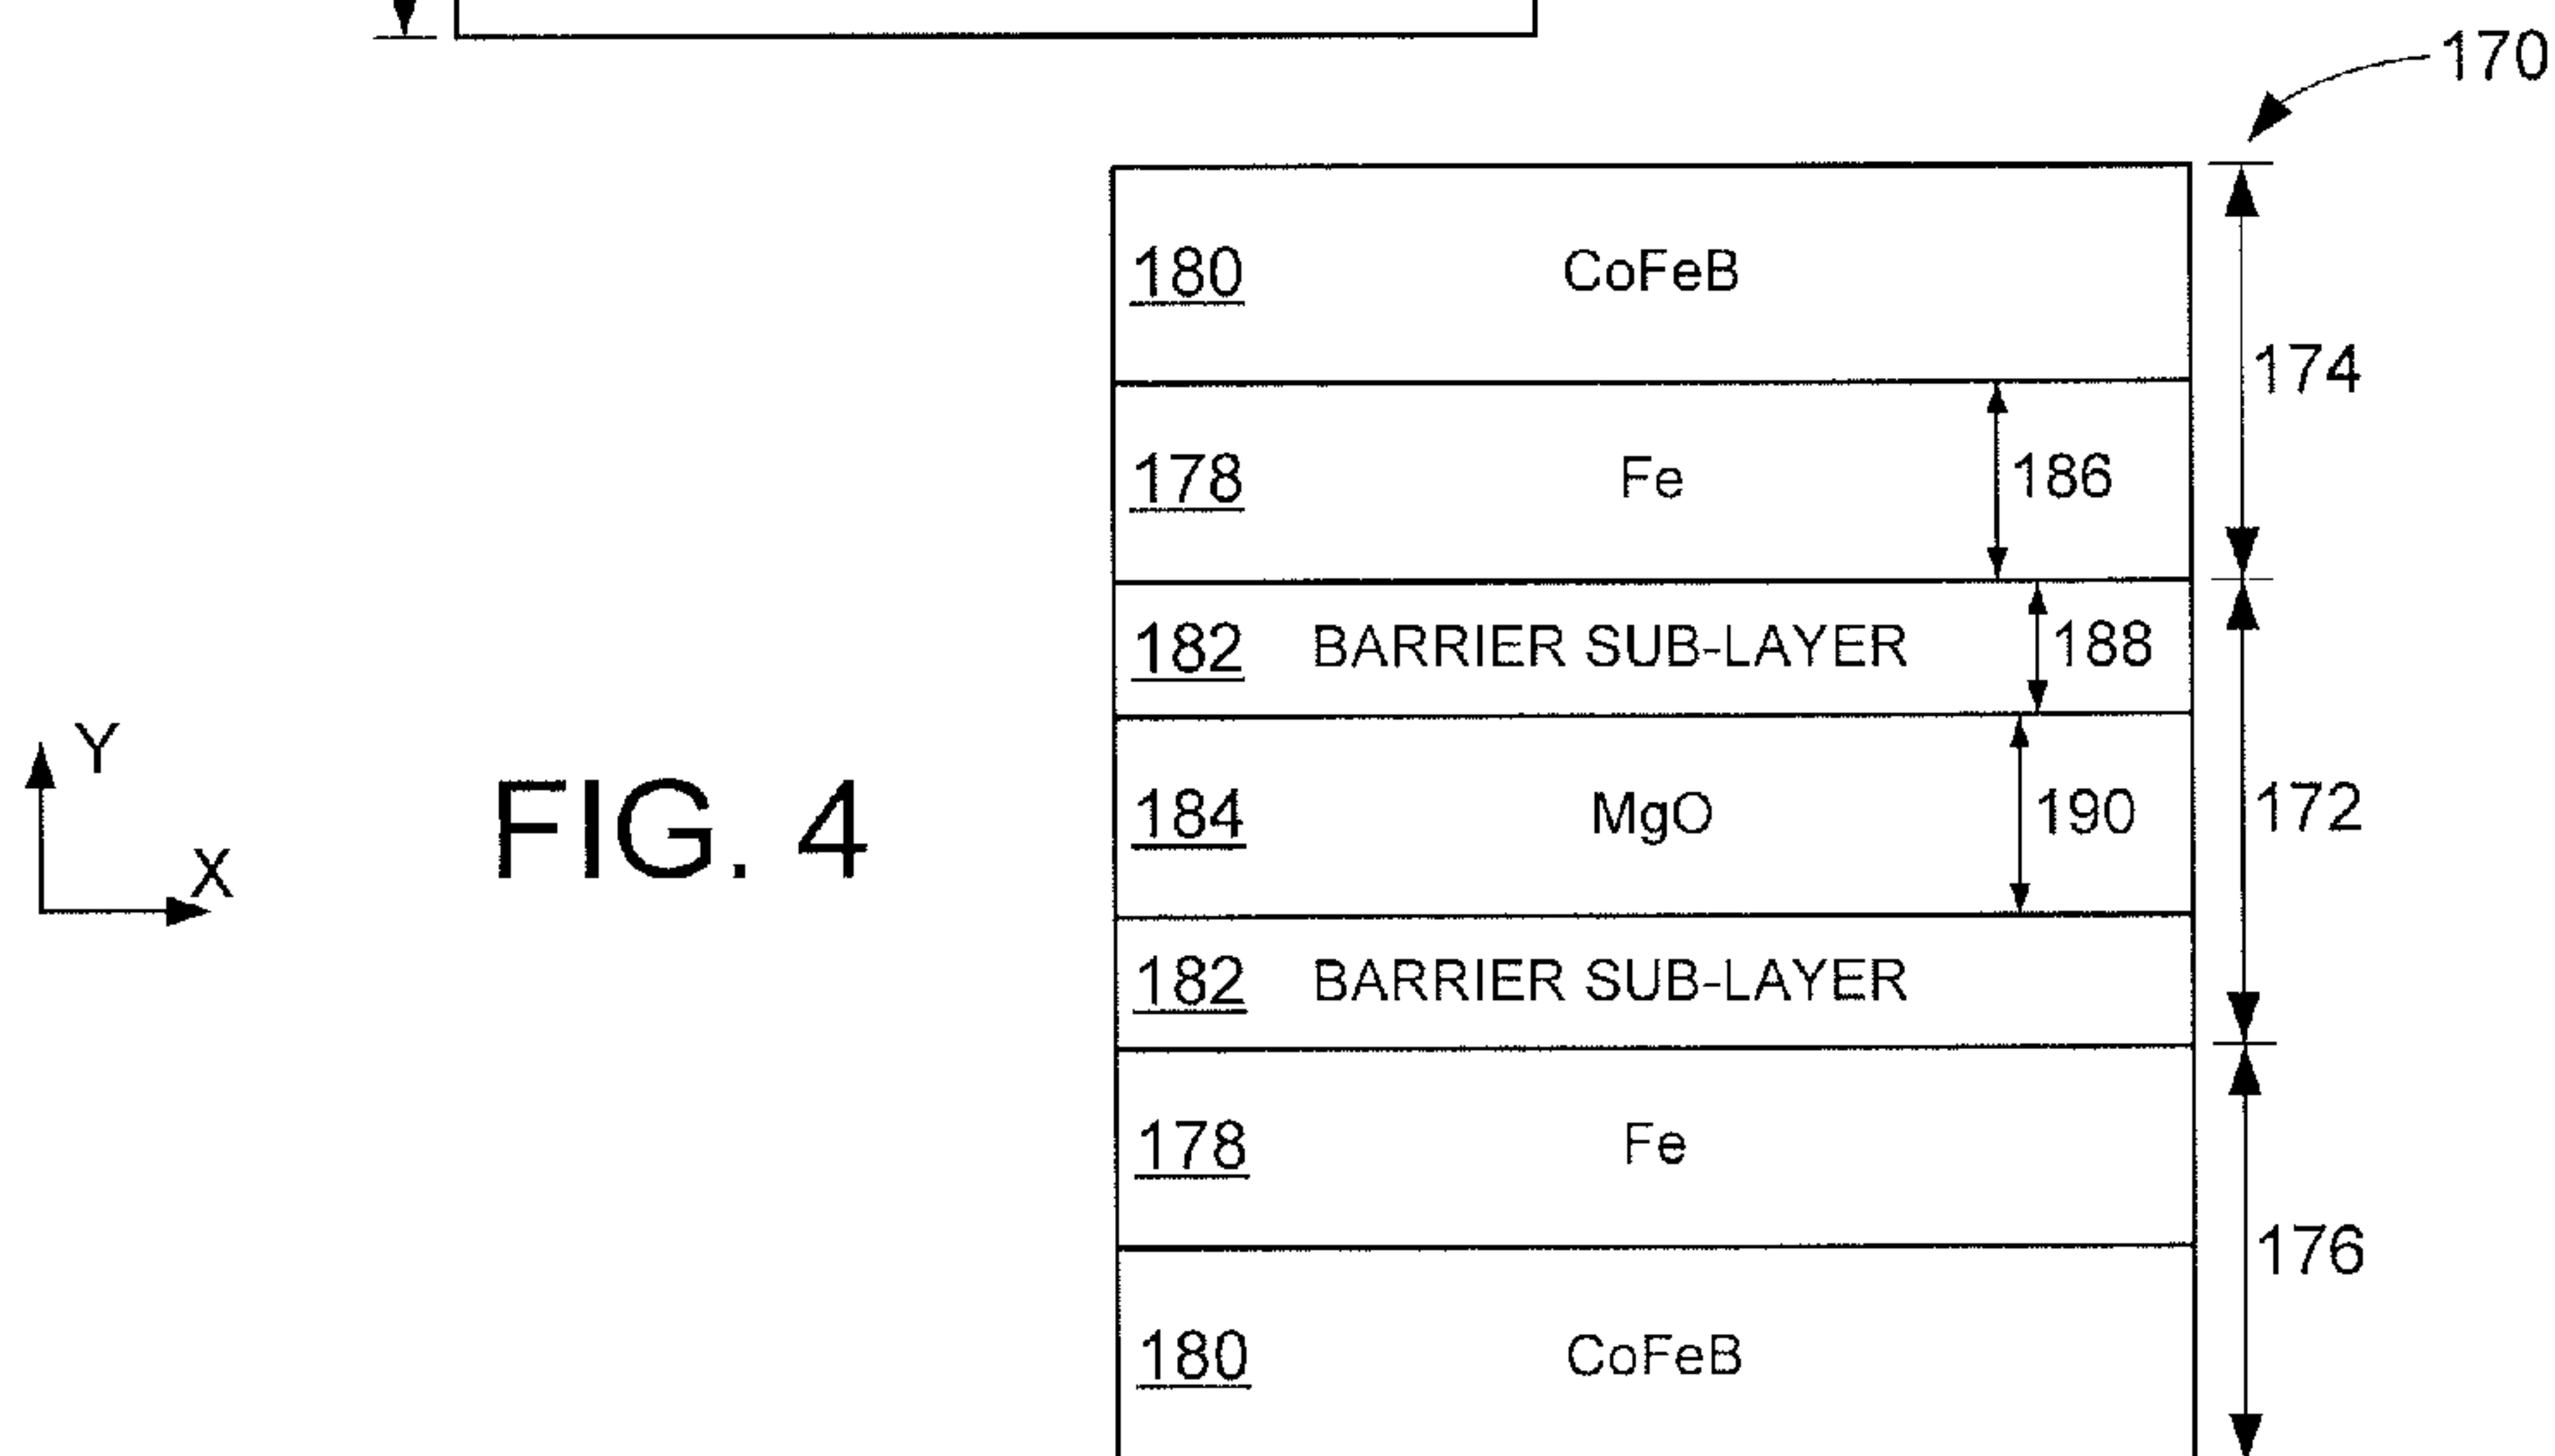 170
180 CoFeB
174
178 Fe 186
182 BARRIER SUB-LAYER 188
Y
184 MgO 190 172
FIG. 4
X
182 BARRIER SUB-LAYER
178 Fe
176
180 CoFeB